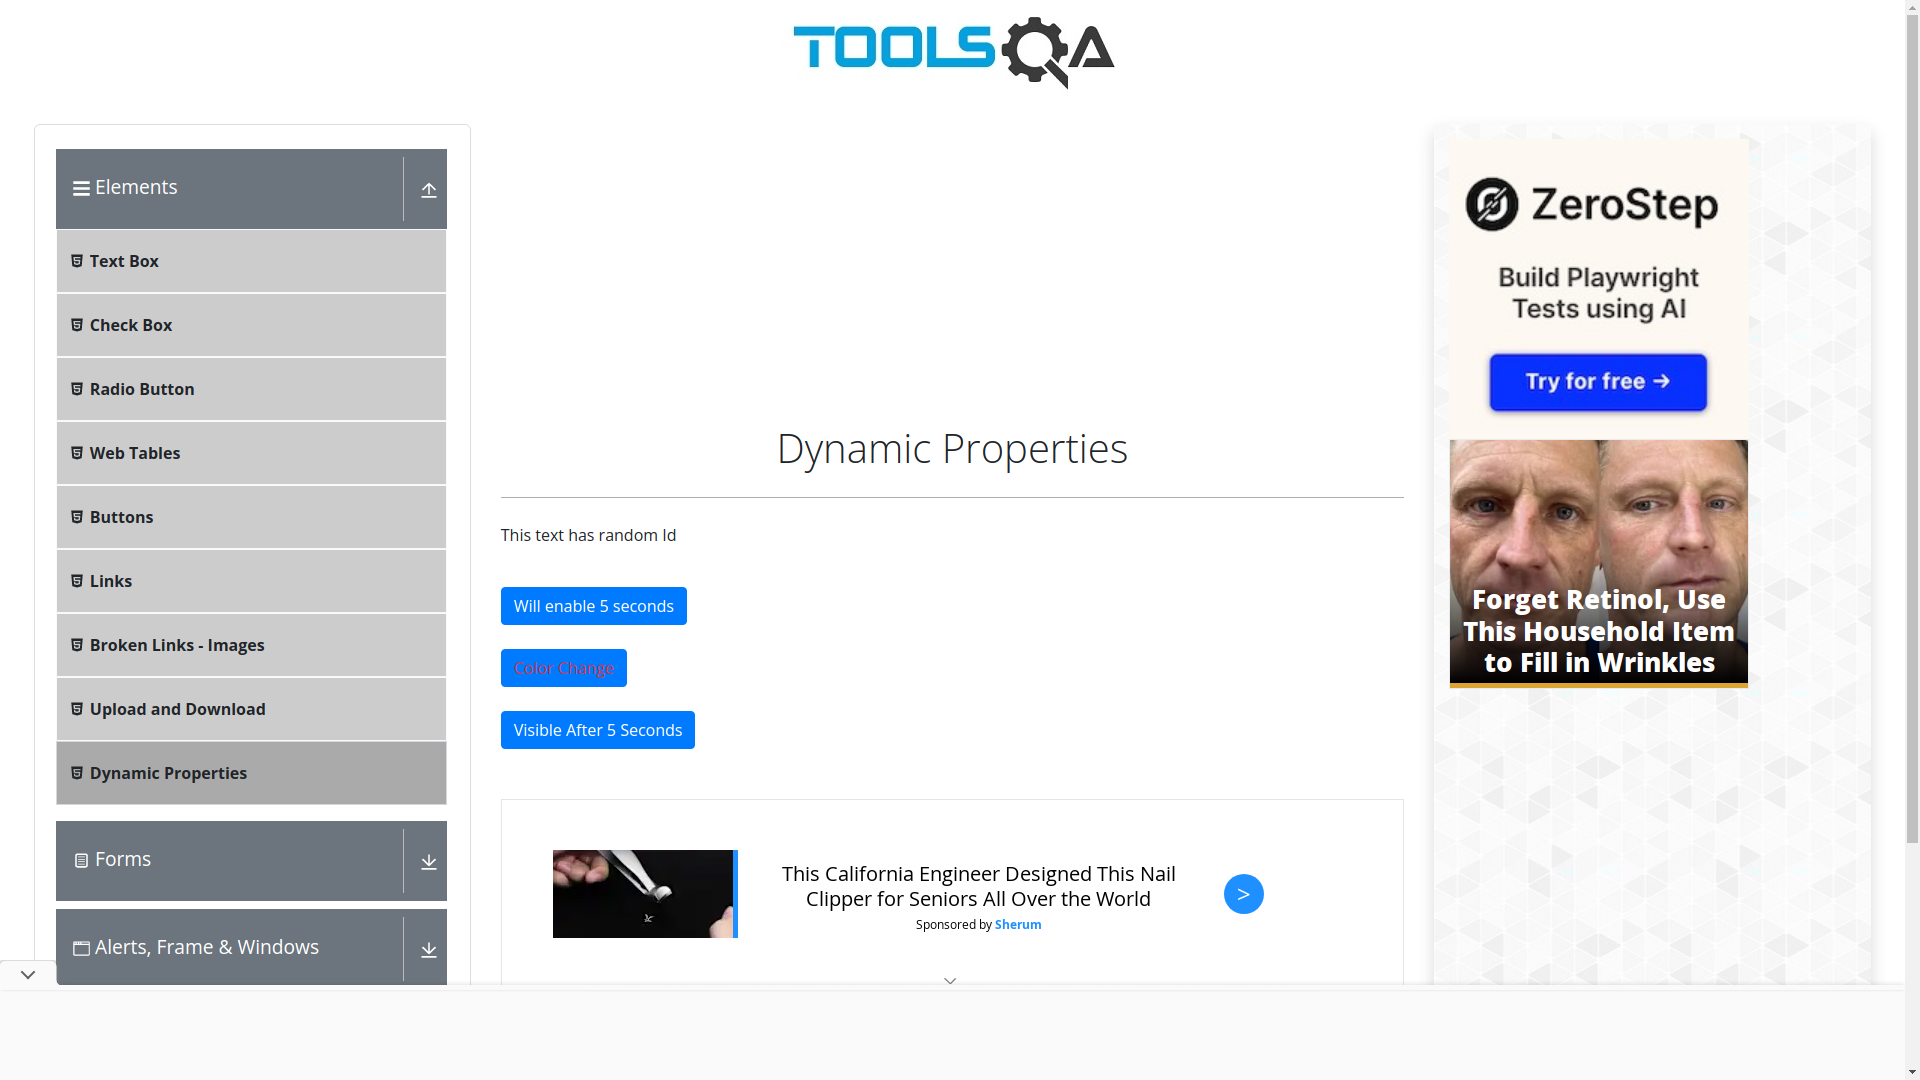 TOOLSQA
Elements
Text Box
Check Box
Radio Button
Web Tables
Buttons
Links
Broken Links - Images
Upload and Download
Dynamic Properties
Forms
Alerts, Frame & Windows
Dynamic Properties
This text has random Id
Will enable 5 seconds
Color Change
Visible After 5 Seconds
This California Engineer Designed This Nail
Clipper for Seniors All Over the World
Sponsored by Sherum
>
ZeroStep
Build Playwright
Tests using AI
Try for free →
Forget Retinol, Use
This Household Item
to Fill in Wrinkles